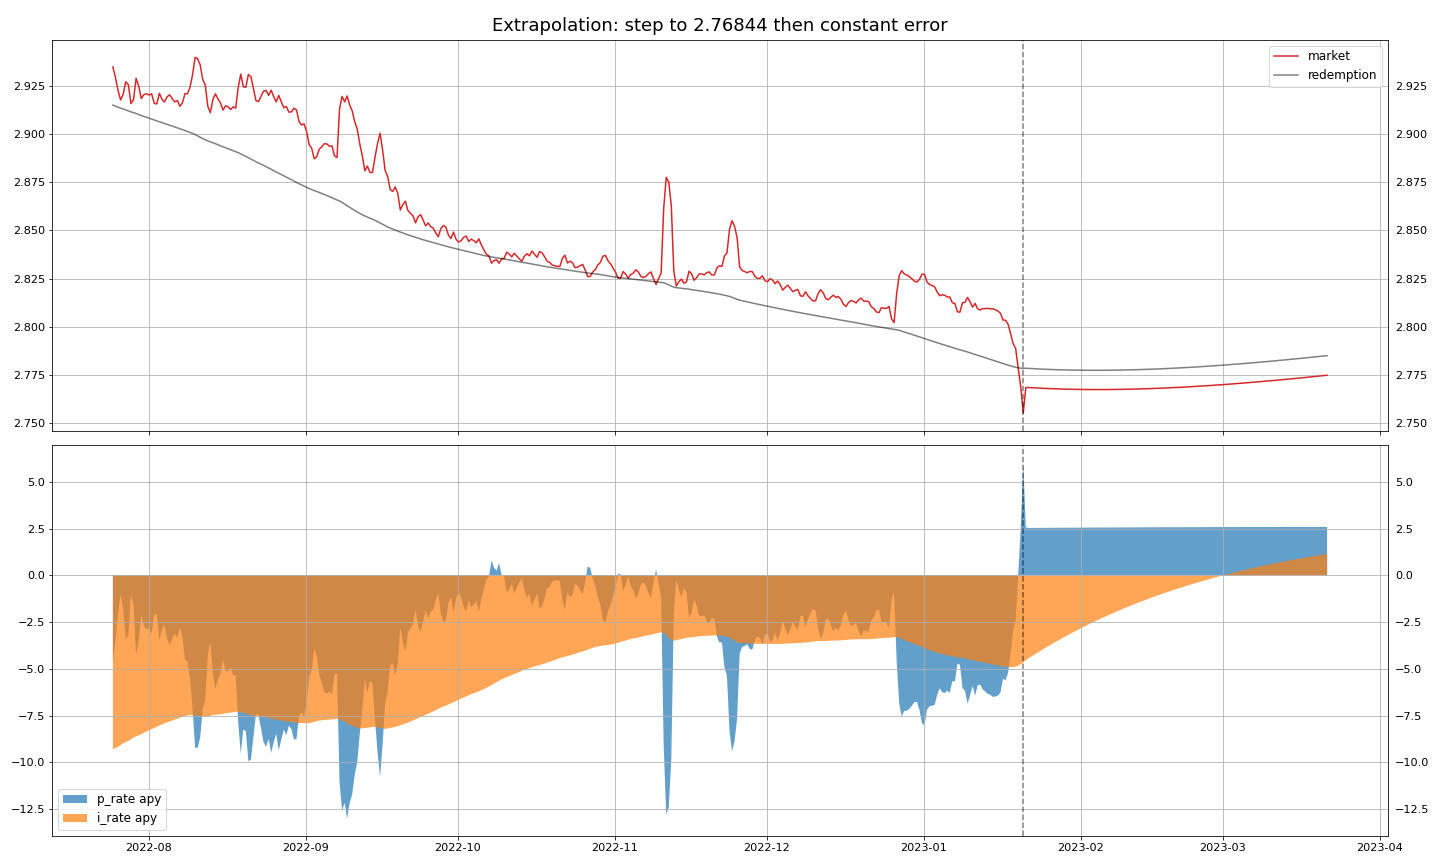 Extrapolation: step to 2.76844 then constant error
market
redemption
2.925 2.925
2.900 2.900
2.875 2.875
2.850 2.850
2.825 2.825
2.800 2.800
2.775 2.775
2.750 2.750
5.0 5.0
2.5 2.5
0.0 0.0
−2.5 −2.5
−5.0 −5.0
−7.5 −7.5
−10.0 −10.0
−12.5 −12.5
p_rate apy
i_rate apy
2022-08 2022-09 2022-10 2022-11 2022-12 2023-01 2023-02 2023-03 2023-04